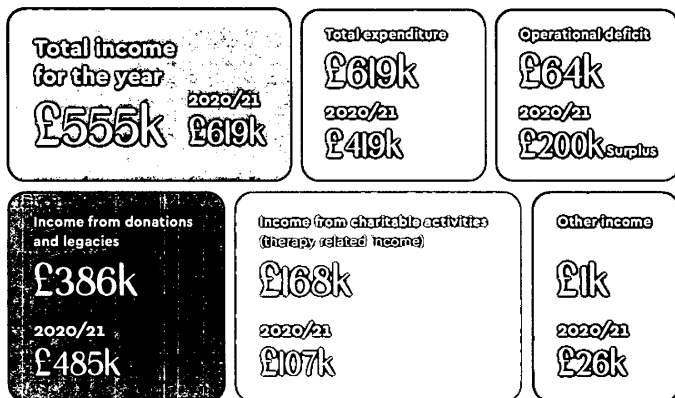 Total income
for the year
£555k
2020/21
£619k
Total expenditure
£619k
2020/21
£419k
Operational deficit
£64k
2020/21
£200k Surplus
Income from donations
and legacies
£386k
2020/21
£485k
Income from charitable activities
(therapy related income)
£168k
2020/21
£107k
Other income
£1k
2020/21
£26k